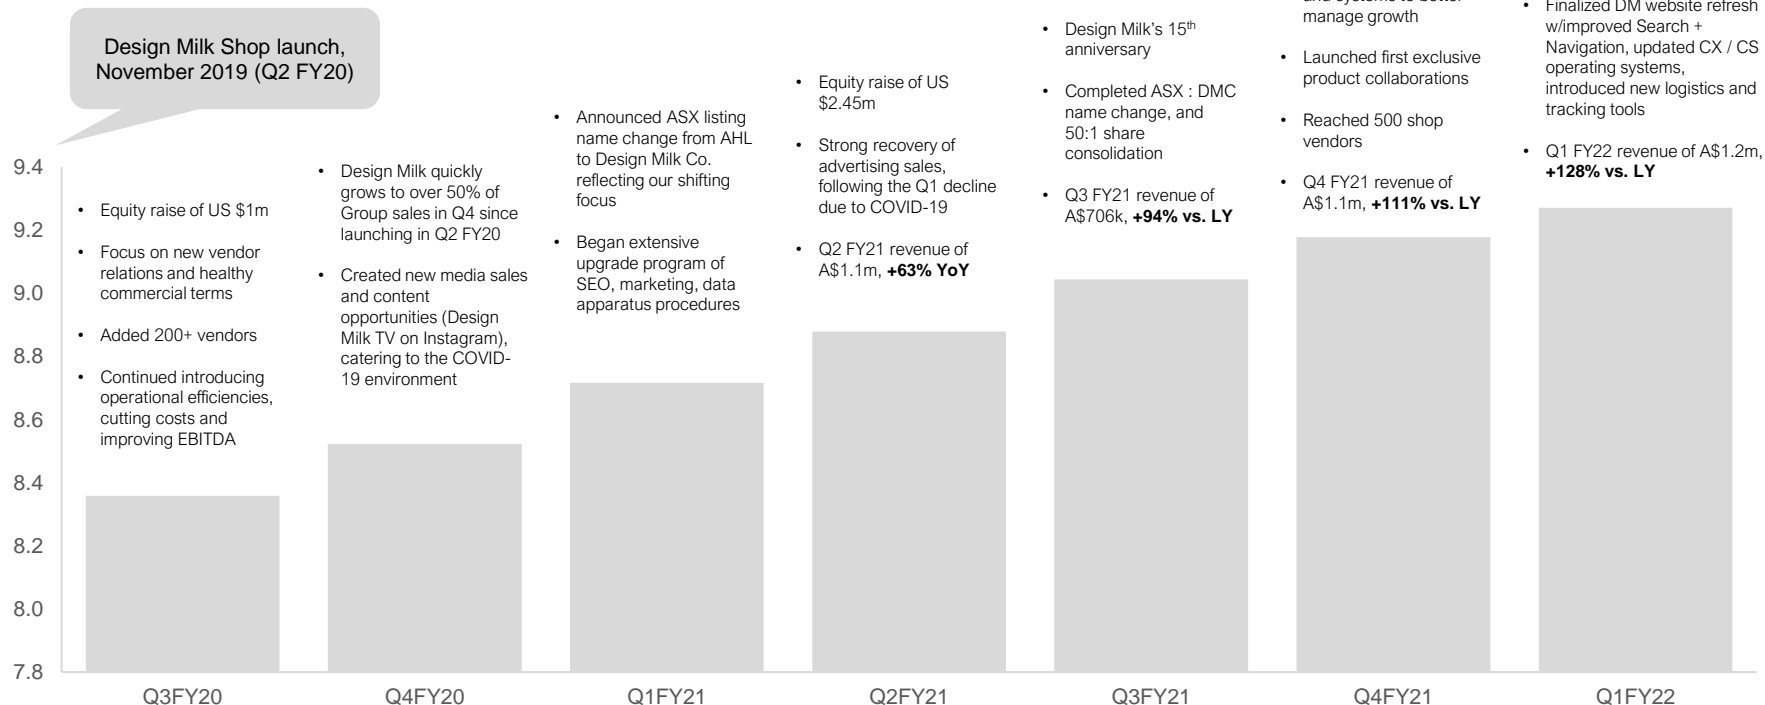 Design Milk Shop launch,
November 2019 (Q2 FY20)
9.4
9.2
9.0
8.8
8.6
8.4
8.2
8.0
7.8
• Equity raise of US $1m
• Focus on new vendor
relations and healthy
commercial terms
• Added 200+ vendors
• Continued introducing
operational efficiencies,
cutting costs and
improving EBITDA
• Design Milk quickly
grows to over 50% of
Group sales in Q4 since
launching in Q2 FY20
• Created new media sales
and content
opportunities (Design
Milk TV on Instagram),
catering to the COVID-
19 environment
• Announced ASX listing
name change from AHL
to Design Milk Co.
reflecting our shifting
focus
• Began extensive
upgrade program of
SEO, marketing, data
apparatus procedures
• Equity raise of US
$2.45m
• Strong recovery of
advertising sales,
following the Q1 decline
due to COVID-19
• Q2 FY21 revenue of
A$1.1m, +63% YoY
• Design Milk's 15th
anniversary
• Completed ASX : DMC
name change, and
50:1 share
consolidation
• Q3 FY21 revenue of
A$706k, +94% vs. LY
and systems to better
manage growth
• Launched first exclusive
product collaborations
• Reached 500 shop
vendors
• Q4 FY21 revenue of
A$1.1m, +111% vs. LY
• Finalized DM website refresh
w/improved Search +
Navigation, updated CX / CS
operating systems,
introduced new logistics and
tracking tools
• Q1 FY22 revenue of A$1.2m,
+128% vs. LY
Q3FY20
Q4FY20
Q1FY21
Q2FY21
Q3FY21
Q4FY21
Q1FY22